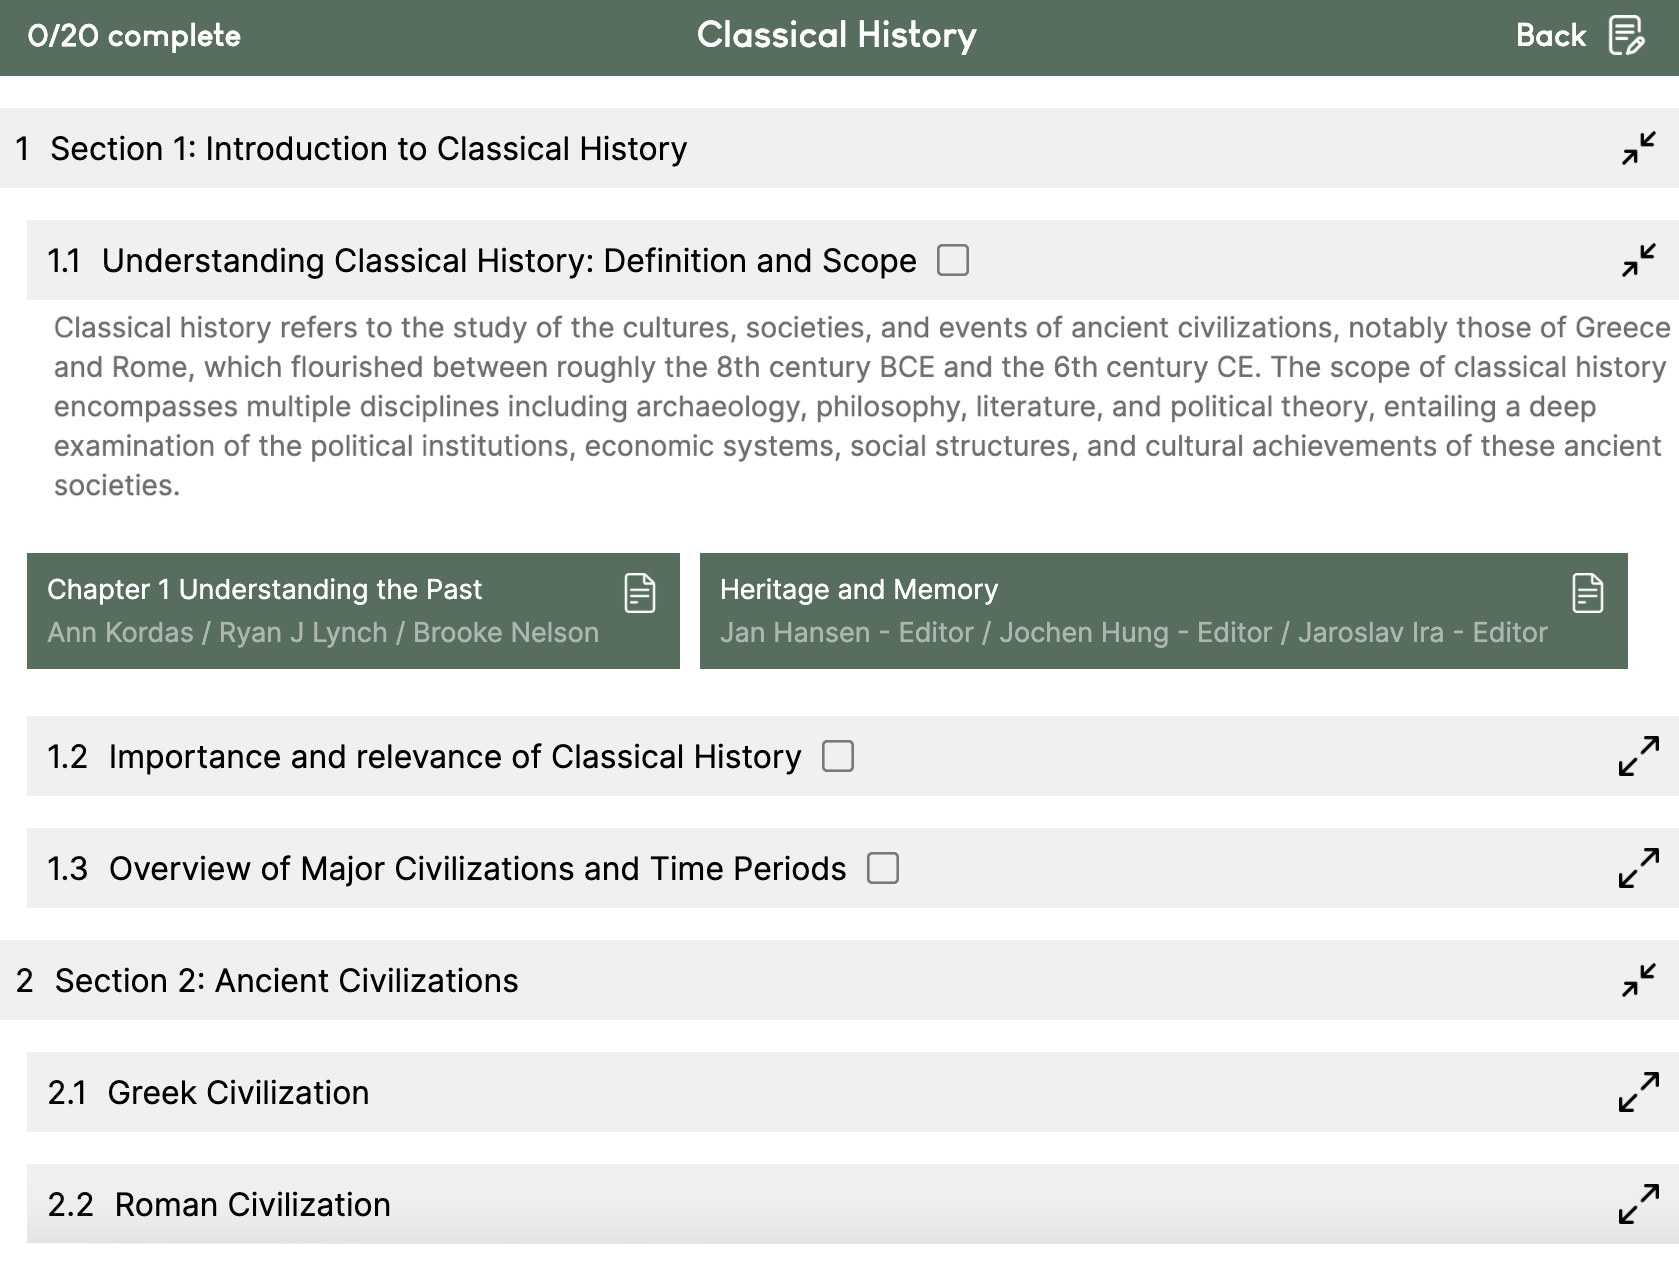 0/20 complete
Classical History
Back
1 Section 1: Introduction to Classical History
1.1 Understanding Classical History: Definition and Scope
Classical history refers to the study of the cultures, societies, and events of ancient civilizations, notably those of Greece
and Rome, which flourished between roughly the 8th century BCE and the 6th century CE. The scope of classical history
encompasses multiple disciplines including archaeology, philosophy, literature, and political theory, entailing a deep
examination of the political institutions, economic systems, social structures, and cultural achievements of these ancient
societies.
Chapter 1 Understanding the Past
Ann Kordas / Ryan J Lynch / Brooke Nelson
Heritage and Memory
Jan Hansen - Editor / Jochen Hung - Editor / Jaroslav Ira - Editor
1.2 Importance and relevance of Classical History
1.3 Overview of Major Civilizations and Time Periods
2 Section 2: Ancient Civilizations
2.1 Greek Civilization
2.2 Roman Civilization